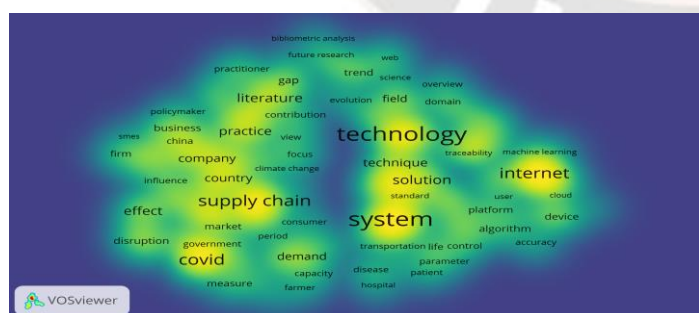 bibliometric analysis
future research
web
practitioner
gap
trend
science
overview
literature
evolution
field
domain
policymaker
contribution
business
practice
view
technology
smes
china
firm
company
focus
technique
traceability
machine learning
climate change
influence
country
solution
internet
supply chain
standard
user
cloud
effect
consumer
system
platform
device
market
period
algorithm
disruption
government
transportation
life
control
accuracy
covid
demand
parameter
capacity
disease
patient
measure
farmer
hospital
VOSviewer